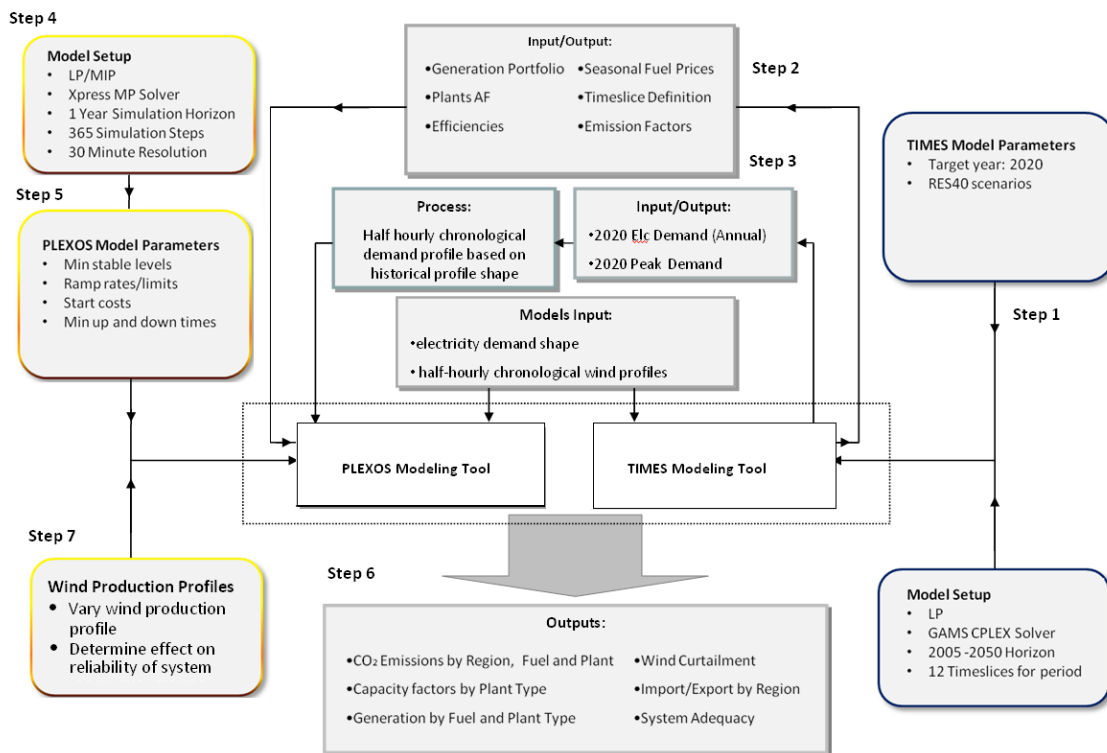 Step 4
Model Setup
• LP/MIP
• Xpress MP Solver
• 1 Year Simulation Horizon
• 365 Simulation Steps
• 30 Minute Resolution
Step 5
PLEXOS Model Parameters
• Min stable levels
• Ramp rates/limits
• Start costs
• Min up and down times
Step 7
Wind Production Profiles
• Vary wind production
profile
• Determine effect on
reliability of system
Input/Output:
•Generation Portfolio
•Plants AF
•Efficiencies
•Seasonal Fuel Prices
•Timeslice Definition
•Emission Factors
Step 2
Step 3
Process:
Half hourly chronological
demand profile based on
historical profile shape
Input/Output:
•2020 Elc Demand (Annual)
•2020 Peak Demand
Models Input:
•electricity demand shape
•half-hourly chronological wind profiles
PLEXOS Modeling Tool
TIMES Modeling Tool
Step 6
Outputs:
•CO₂ Emissions by Region, Fuel and Plant
•Capacity factors by Plant Type
•Generation by Fuel and Plant Type
•Wind Curtailment
•Import/Export by Region
•System Adequacy
TIMES Model Parameters
• Target year: 2020
• RES40 scenarios
Step 1
Model Setup
• LP
• GAMS CPLEX Solver
• 2005 -2050 Horizon
• 12 Timeslices for period